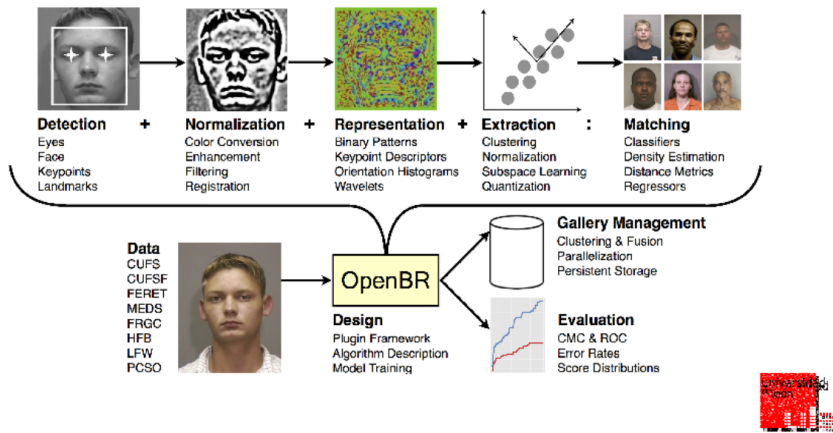 Detection + Normalization + Representation + Extraction : Matching
Eyes
Face
Keypoints
Landmarks
Color Conversion
Enhancement
Filtering
Registration
Binary Patterns
Keypoint Descriptors
Orientation Histograms
Wavelets
Clustering
Normalization
Subspace Learning
Quantization
Classifiers
Density Estimation
Distance Metrics
Regressors
Data
CUFS
CUFSF
FERET
MEDS
FRGC
HFB
LFW
PCSO
OpenBR
Design
Plugin Framework
Algorithm Description
Model Training
Gallery Management
Clustering & Fusion
Parallelization
Persistent Storage
Evaluation
CMC & ROC
Error Rates
Score Distributions